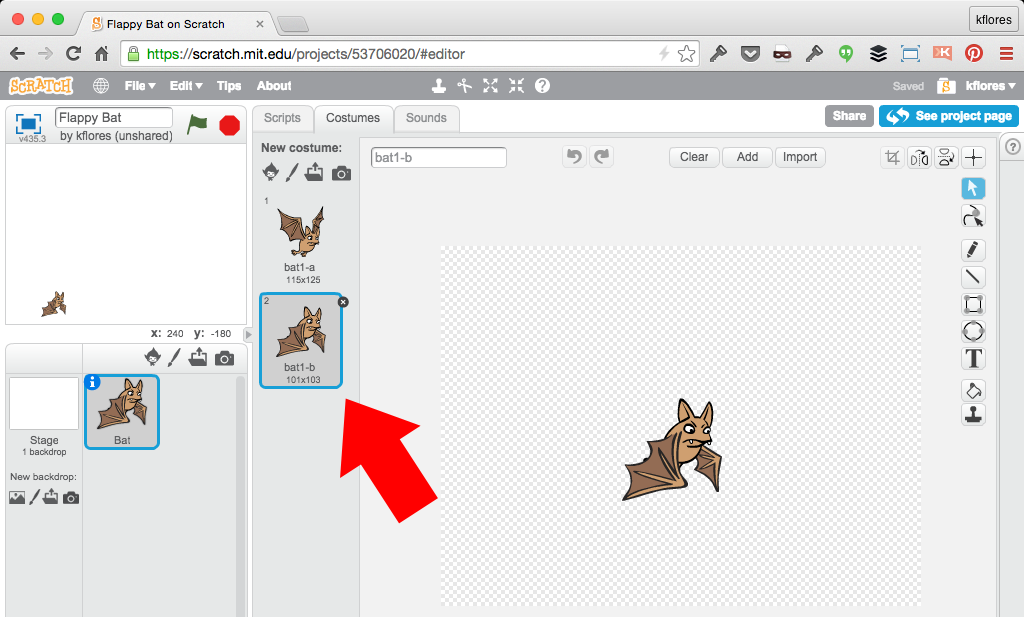 Flappy Bat on Scratch
kflores
https://scratch.mit.edu/projects/53706020/#editor
SCRATCH
File Edit Tips About
Saved
kflores
v435.3
Flappy Bat
by kflores (unshared)
Scripts Costumes Sounds
Share
See project page
New costume:
bat1-b
Clear Add Import
1
bat1-a
115x125
2
bat1-b
101x103
x: 240 y: -180
Stage
1 backdrop
New backdrop:
Bat
T